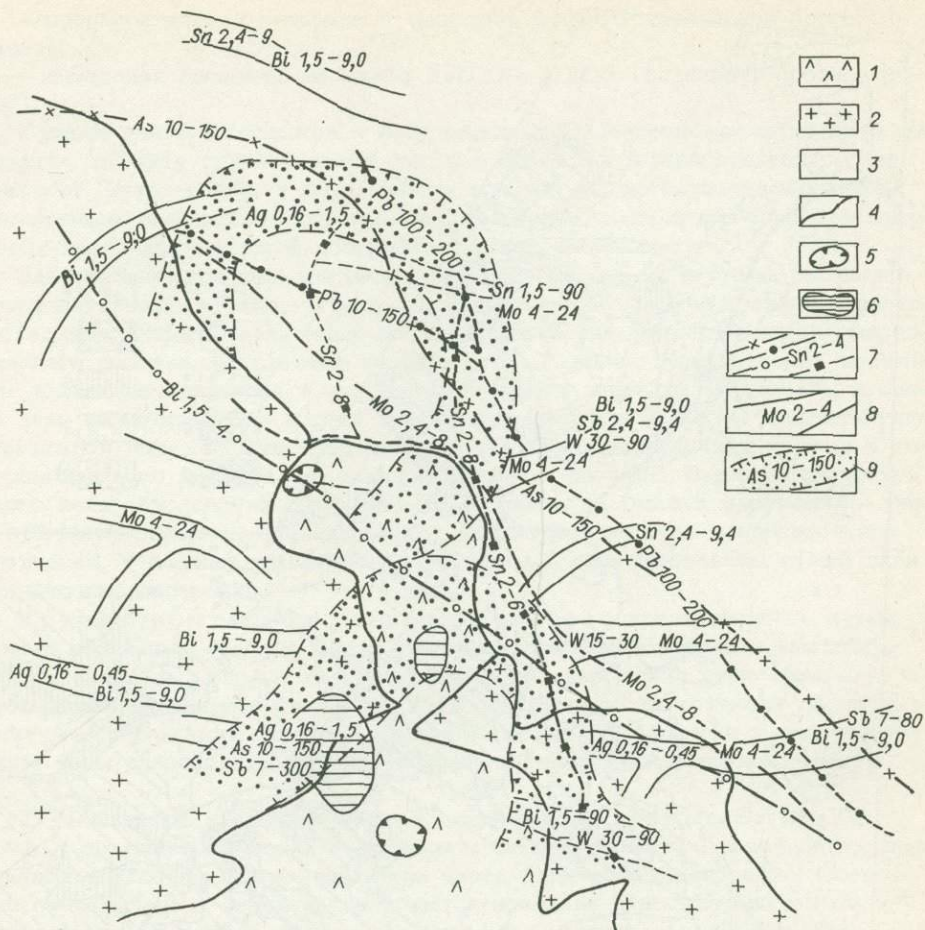 Sn 2,4-9
Bi 1,5-9,0
1
As 10-150
2
3
Pb 100-200
Ag 0,16-1,5
4
Bi 1,5-9,0
5
Sn 1,5-90
Pb 10-150
Mo 4-24
6
Sn 2-4
7
Sn 2-8
Mo 2,4-8
Bi 1,5-9,0
Mo 2-4
8
Bi 1,5-4
Sb 2,4-9,4
Sn 2-8
W 30-90
Mo 4-24
As 10-150
9
As 10-150
Mo 4-24
Sn 2,4-9,4
Sn 2-6
Pb 100-200
Bi 1,5-9,0
W 15-30
Mo 4-24
Ag 0,16-0,45
Bi 1,5-9,0
Mo 2,4-8
Sb 7-80
Ag 0,16-1,5
Bi 1,5-9,0
As 10-150
Ag 0,16-0,45
Mo 4-24
Sb 7-300
Bi 1,5-90
W 30-90